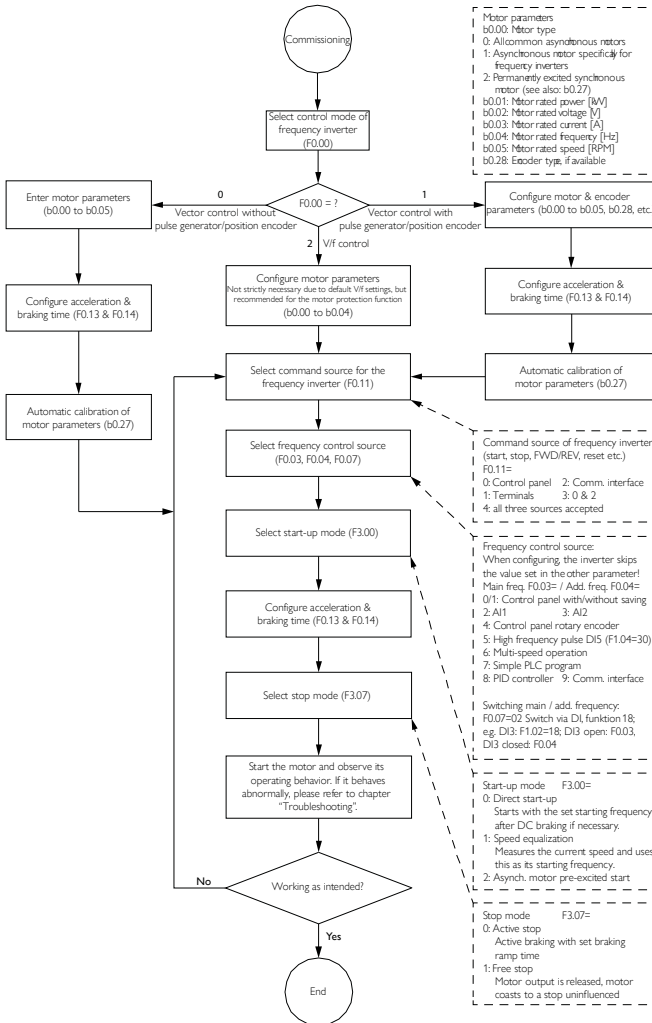 Commissioning
Select control mode of
frequency inverter
(F0.00)
Motor parameters
b0.00: Motor type
0: All common asynchronous motors
1: Asynchronous motor specifically for
frequency inverters
2: Permanently excited synchronous
motor (see also: b0.27)
b0.01: Motor rated power [kW]
b0.02: Motor rated voltage [V]
b0.03: Motor rated current [A]
b0.04: Motor rated frequency [Hz]
b0.05: Motor rated speed [RPM]
b0.28: Encoder type, if available
Enter motor parameters
(b0.00 to b0.05)
0
Vector control without
pulse generator/position encoder
F0.00 = ?
1
Vector control with
pulse generator/position encoder
Configure motor & encoder
parameters (b0.00 to b0.05, b0.28, etc.
2 V/f control
Configure acceleration &
braking time (F0.13 & F0.14)
Configure motor parameters
Not strictly necessary due to default V/f settings, but
recommended for the motor protection function
(b0.00 to b0.04)
Configure acceleration &
braking time (F0.13 & F0.14)
Automatic calibration of
motor parameters (b0.27)
Select command source for the
frequency inverter (F0.11)
Automatic calibration of
motor parameters (b0.27)
Select frequency control source
(F0.03, F0.04, F0.07)
Command source of frequency inverter
(start, stop, FWD/REV, reset etc.)
F0.11=
0: Control panel 2: Comm. interface
1: Terminals 3: 0 & 2
4: all three sources accepted
Select start-up mode (F3.00)
Configure acceleration &
braking time (F0.13 & F0.14)
Select stop mode (F3.07)
Frequency control source:
When configuring, the inverter skips
the value set in the other parameter!
Main freq. F0.03= / Add. freq. F0.04=
0/1: Control panel with/without saving
2: AI1 3: AI2
4: Control panel rotary encoder
5: High frequency pulse DI5 (F1.04=30)
6: Multi-speed operation
7: Simple PLC program
8: PID controller 9: Comm. interface
Switching main / add. frequency:
F0.07=02 Switch via DI, funktion 18;
e.g. DI3: F1.02=18; DI3 open: F0.03,
DI3 closed: F0.04
Start the motor and observe its
operating behavior. If it behaves
abnormally, please refer to chapter
"Troubleshooting".
Start-up mode F3.00=
0: Direct start-up
Starts with the set starting frequency
after DC braking if necessary.
1: Speed equalization
Measures the current speed and uses
this as its starting frequency.
2: Asynch. motor pre-excited start
No
Working as intended?
Yes
End
Stop mode F3.07=
0: Active stop
Active braking with set braking
ramp time
1: Free stop
Motor output is released, motor
coasts to a stop uninfluenced